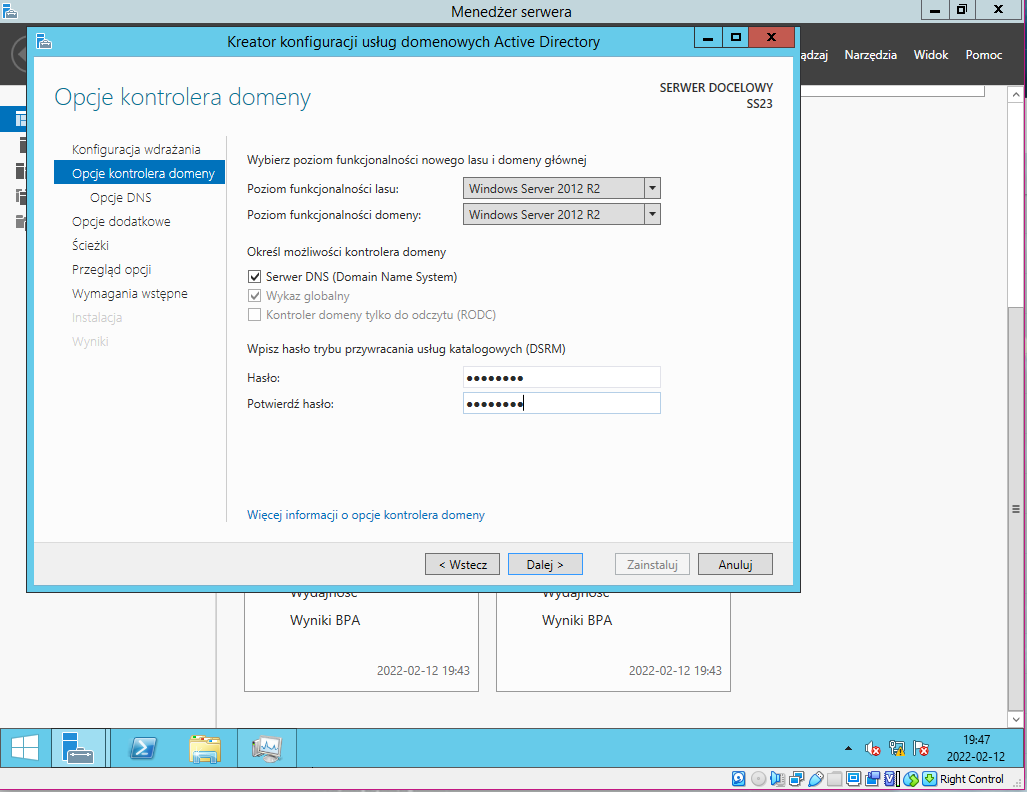 Menedżer serwera
Kreator konfiguracji usług domenowych Active Directory
Narzędzia Widok Pomoc
Opcje kontrolera domeny
SERWER DOCELOWY
SS23
Konfiguracja wdrażania
Opcje kontrolera domeny
Opcje DNS
Opcje dodatkowe
Ścieżki
Przegląd opcji
Wymagania wstępne
Instalacja
Wyniki
Wybierz poziom funkcjonalności nowego lasu i domeny głównej
Poziom funkcjonalności lasu: Windows Server 2012 R2
Poziom funkcjonalności domeny: Windows Server 2012 R2
Określ możliwości kontrolera domeny
Serwer DNS (Domain Name System)
Wykaz globalny
Kontroler domeny tylko do odczytu (RODC)
Wpisz hasło trybu przywracania usług katalogowych (DSRM)
Hasło: ●●●●●●●●
Potwierdź hasło: ●●●●●●●●
Więcej informacji o opcje kontrolera domeny
< Wstecz Dalej > Zainstaluj Anuluj
Wydajność Wydajność
Wyniki BPA Wyniki BPA
2022-02-12 19:43 2022-02-12 19:43
19:47
2022-02-12
Right Control